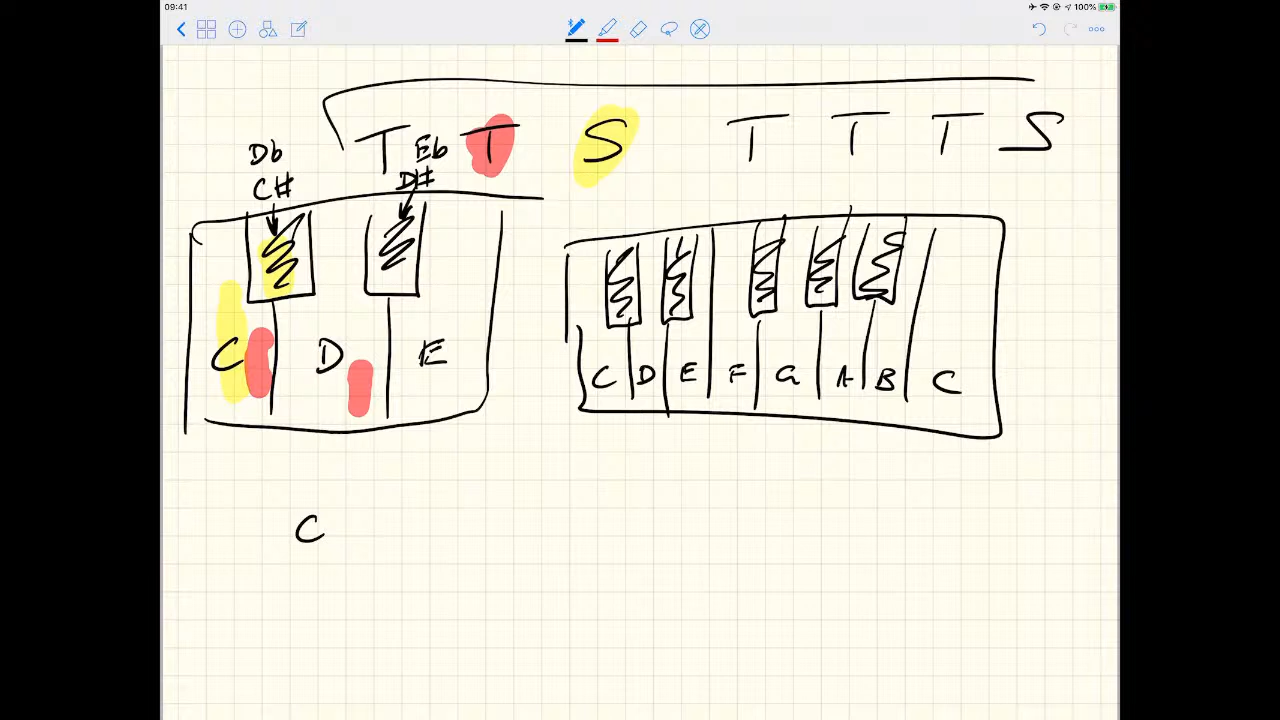 09:41
100%
T T S T T T S
Db
C#
Eb
D#
C D E
C D E F G A B C
C